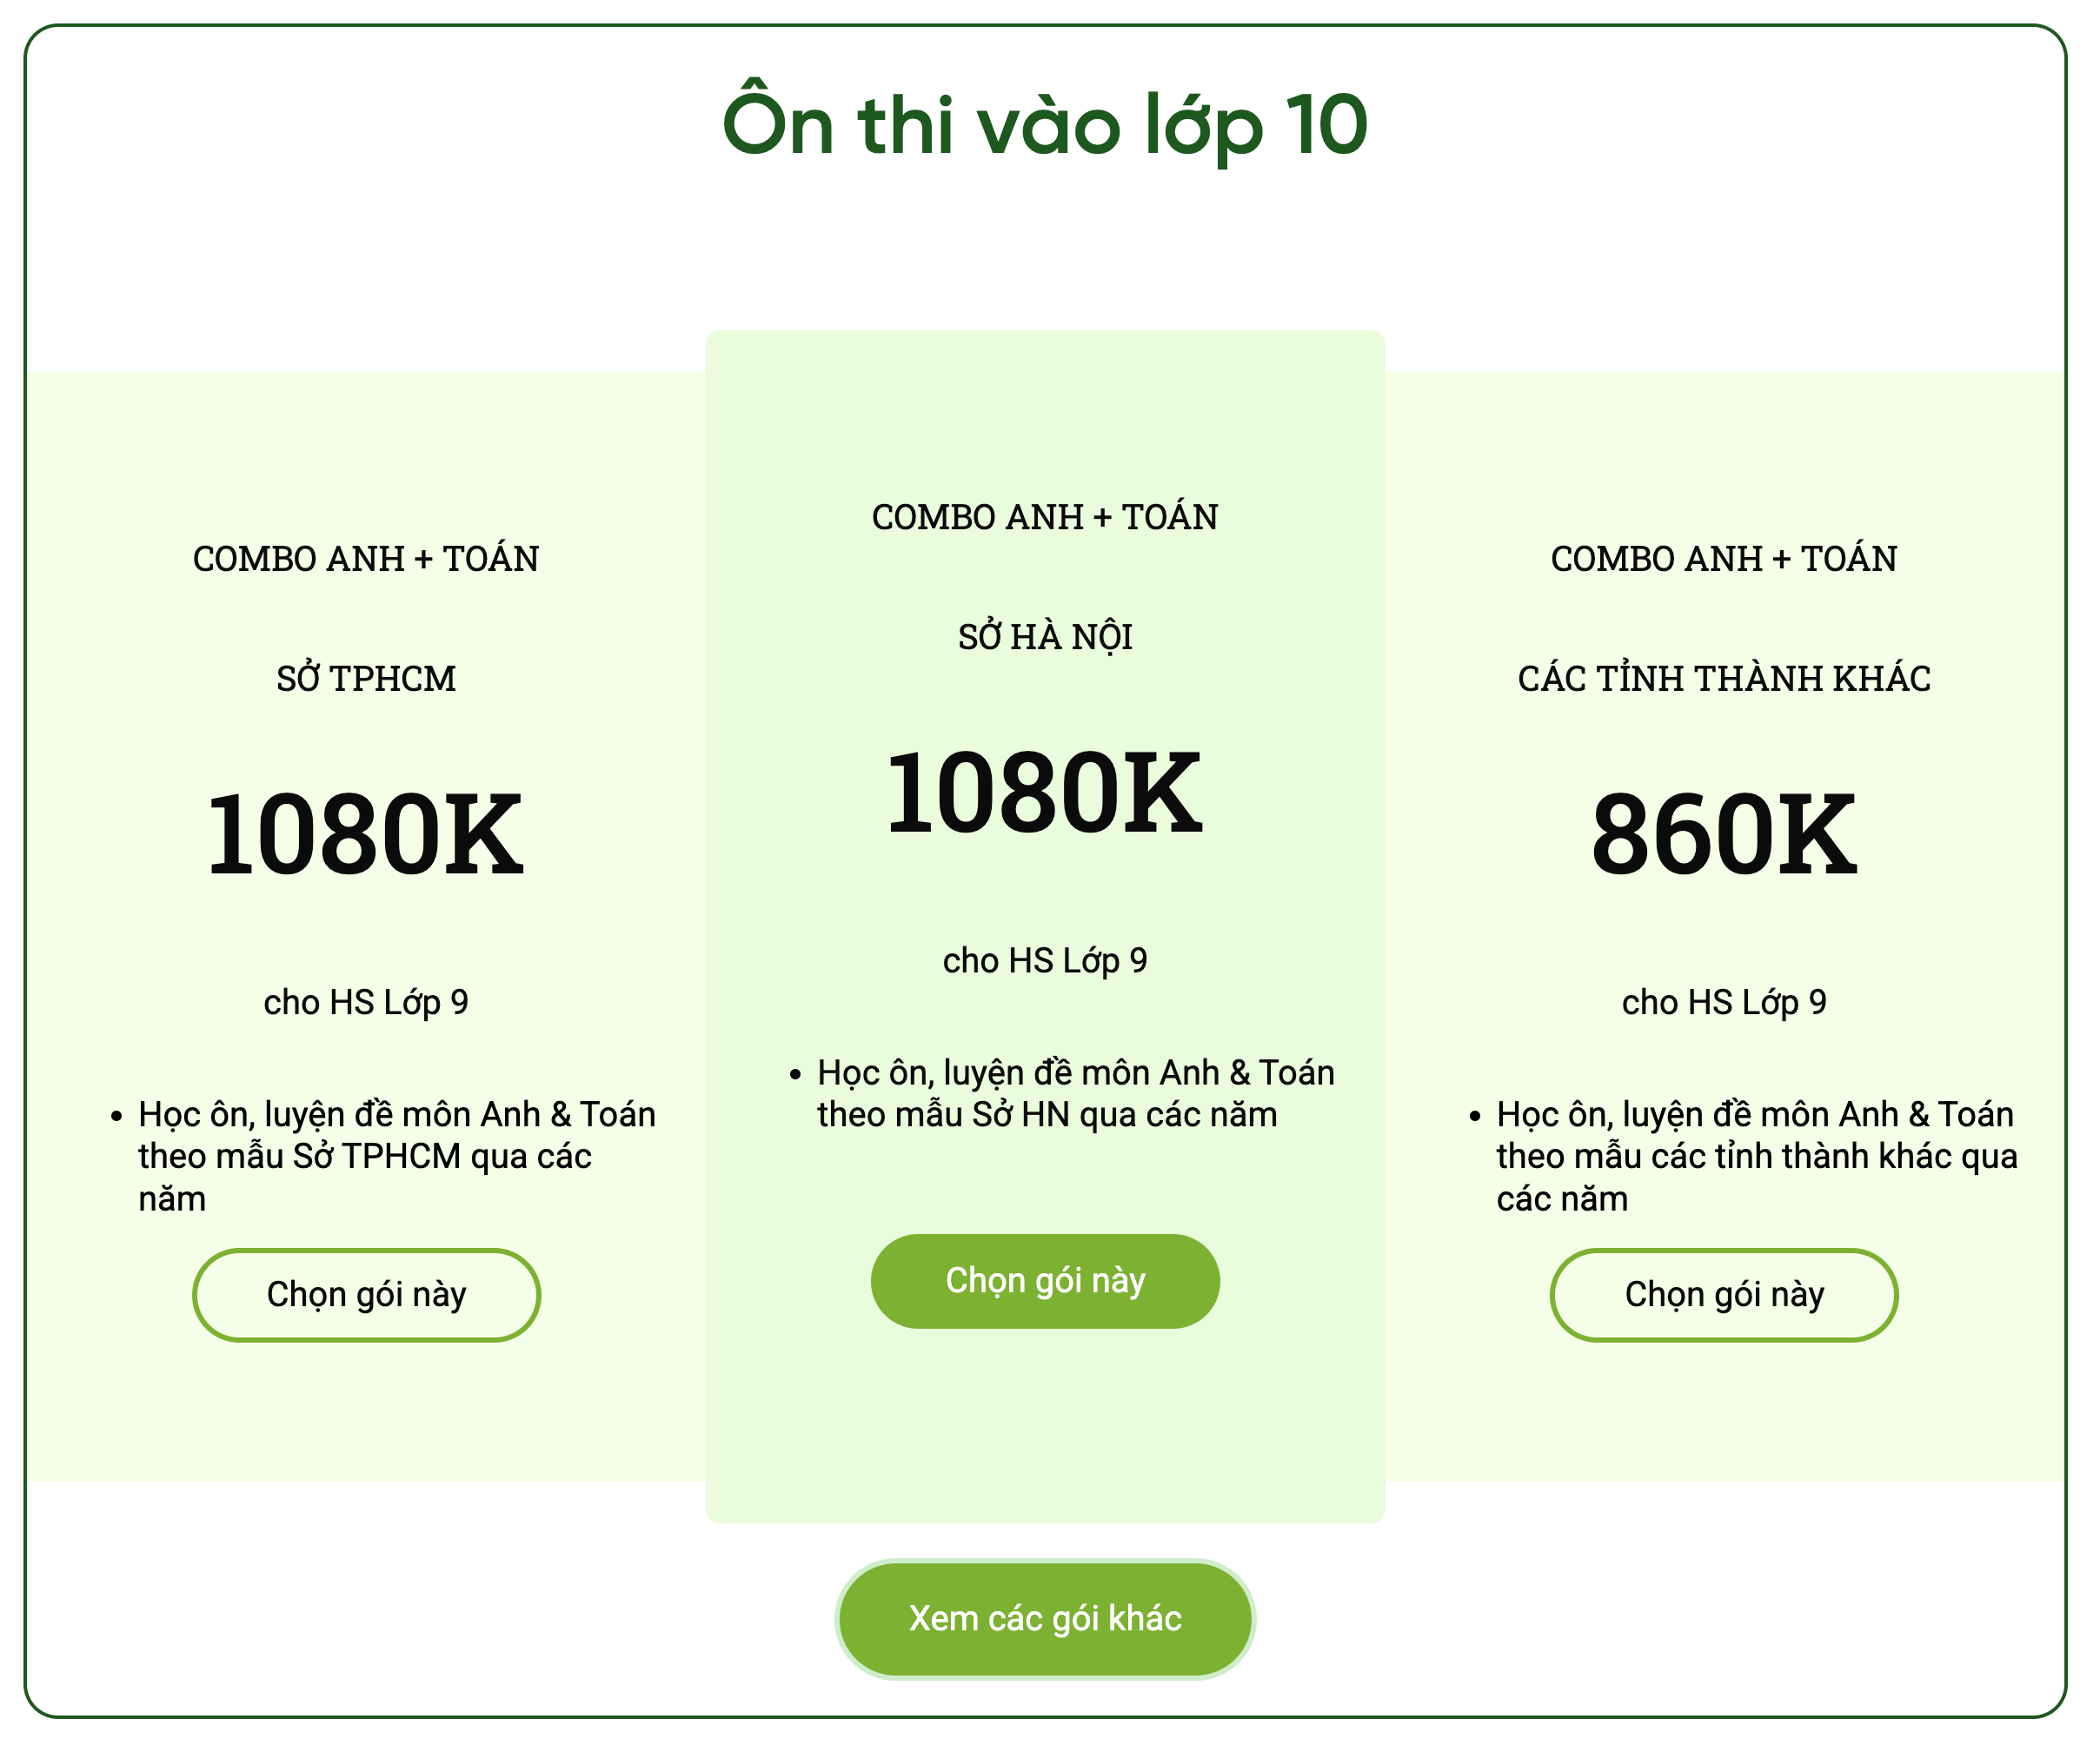 Ôn thi vào lớp 10
COMBO ANH + TOÁN
SỞ TPHCM
1080K
cho HS Lớp 9
• Học ôn, luyện đề môn Anh & Toán
theo mẫu Sở TPHCM qua các
năm
Chọn gói này
COMBO ANH + TOÁN
SỞ HÀ NỘI
1080K
cho HS Lớp 9
• Học ôn, luyện đề môn Anh & Toán
theo mẫu Sở HN qua các năm
Chọn gói này
COMBO ANH + TOÁN
CÁC TỈNH THÀNH KHÁC
860K
cho HS Lớp 9
• Học ôn, luyện đề môn Anh & Toán
theo mẫu các tỉnh thành khác qua
các năm
Chọn gói này
Xem các gói khác